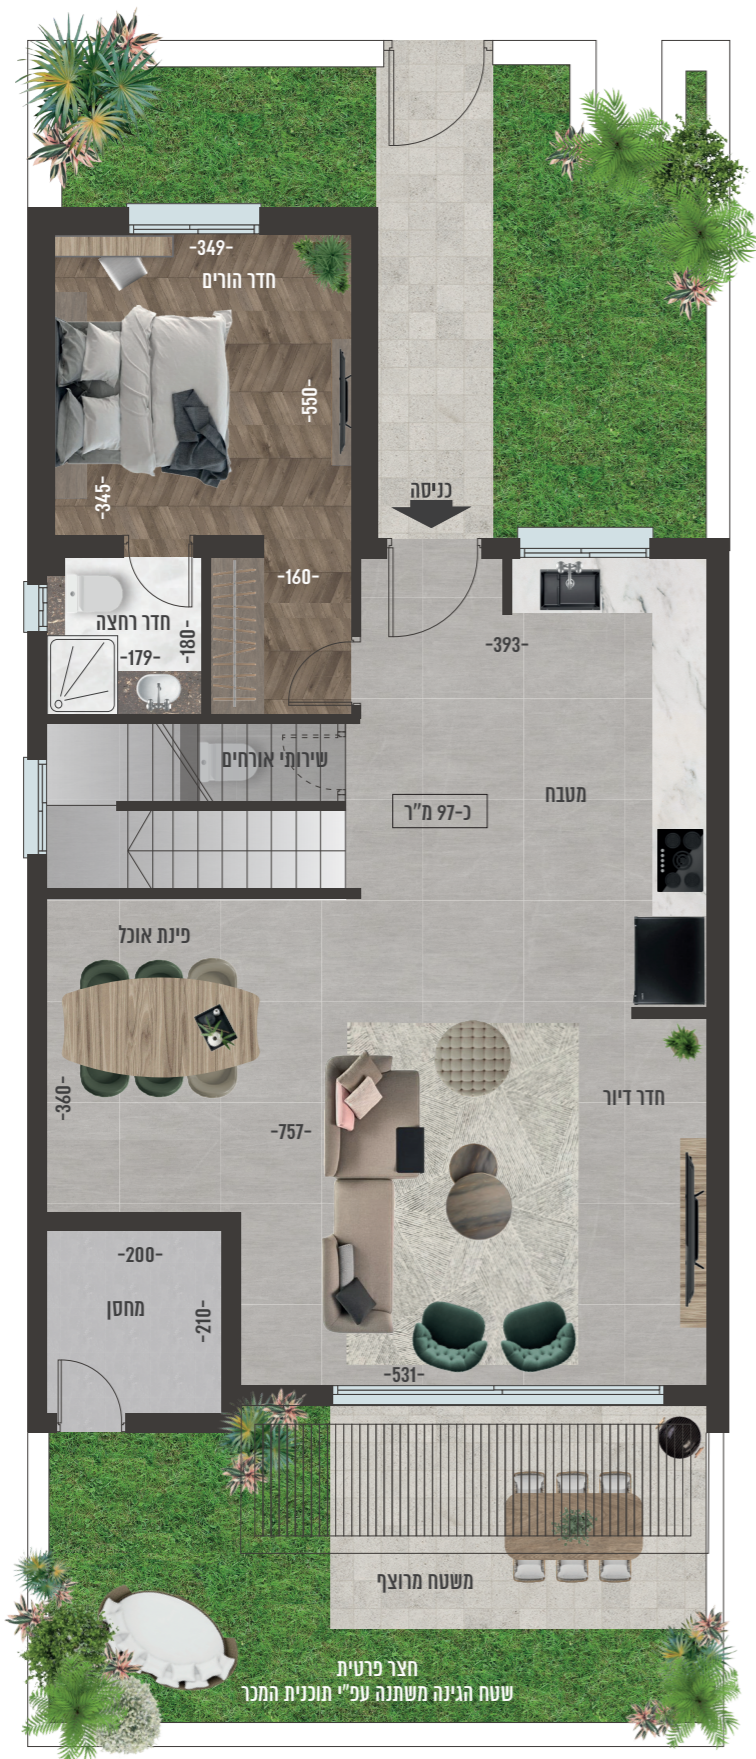 -349-
חדר הורים
-550-
-345-
כניסה
-160-
חדר רחצה
-180-
-179-
-393-
שירותי אורחים
מטבח
כ-97 מ"ר
פינת אוכל
חדר דיור
-360-
-757-
-200-
מחסן
-210-
-531-
משטח מרוצף
חצר פרטית
שטח הגינה משתנה עפ"י תוכנית המכר